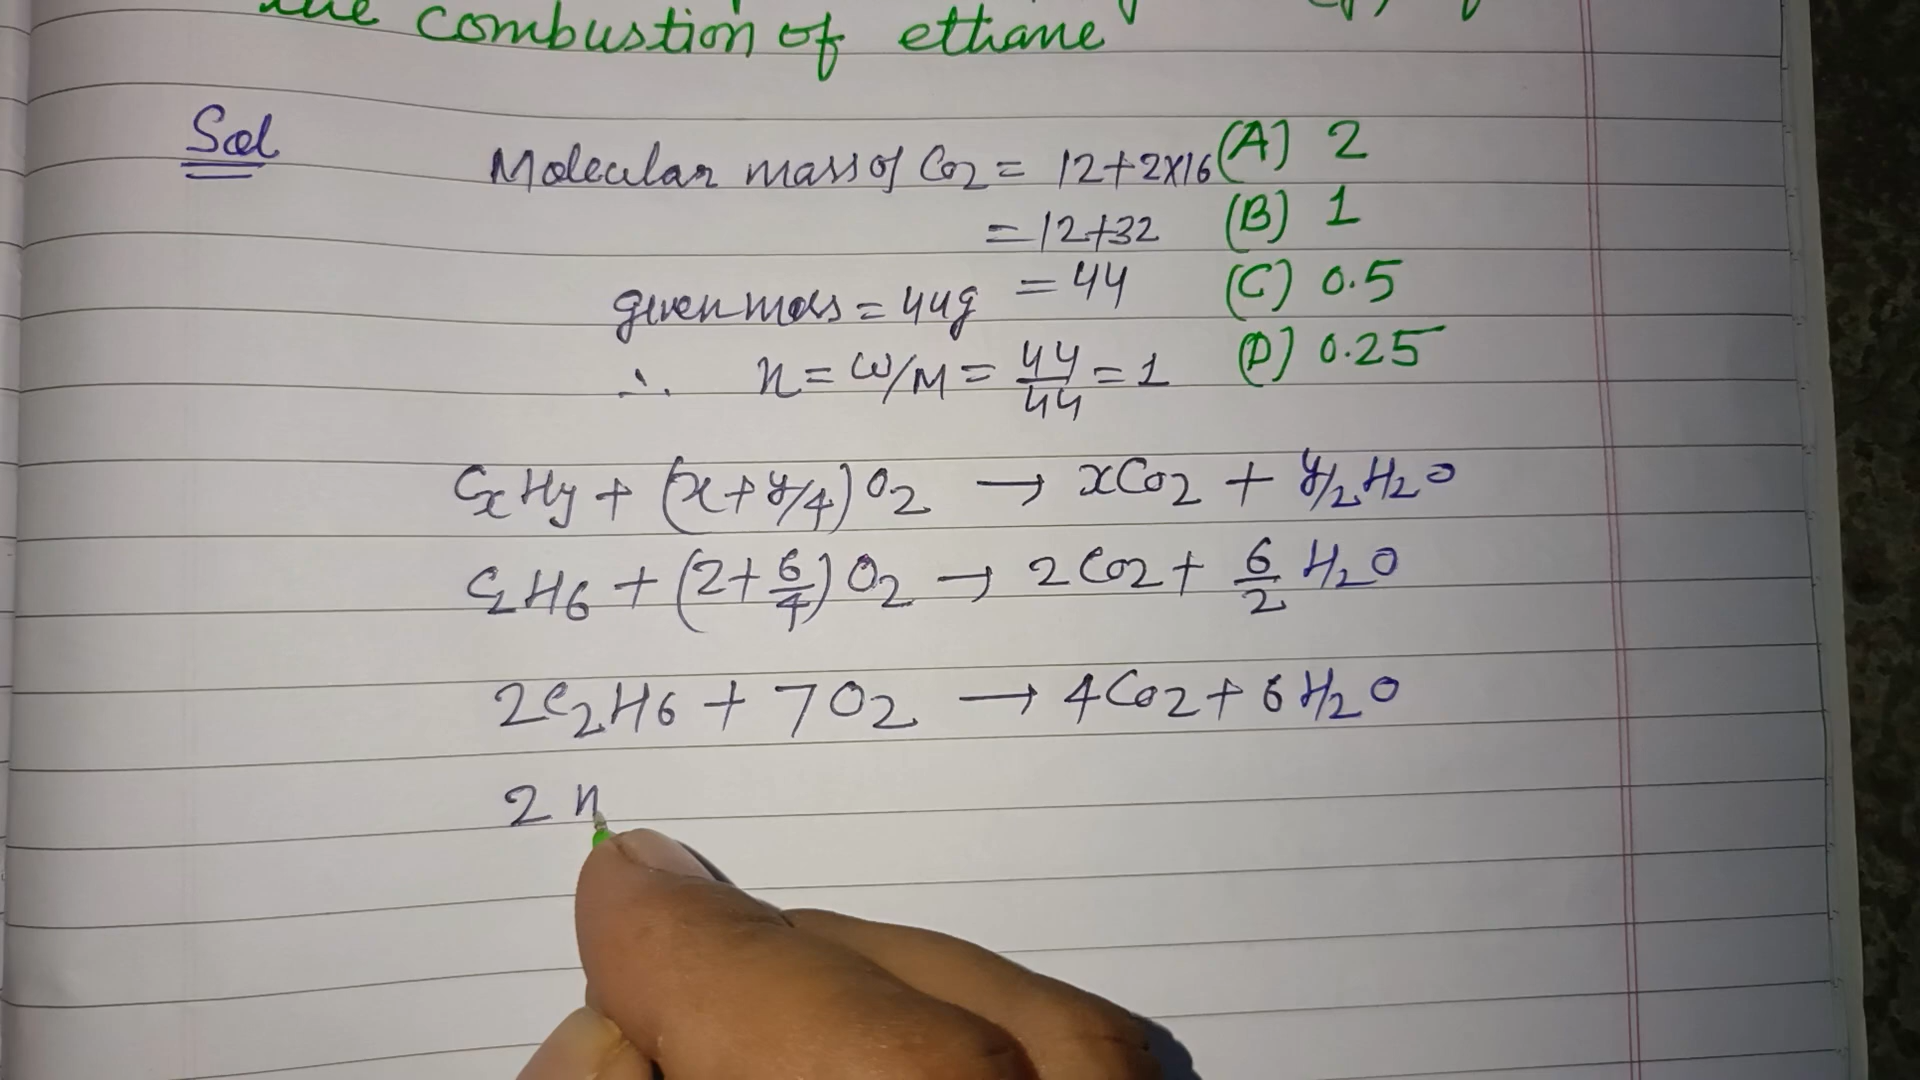 the combustion of ethane
Sol
Molecular mass of Co2 = 12+2x16 (A) 2
= 12+32 (B) 1
given mass = 44g = 44 (C) 0.5
∴ n = w/M = 44/44 = 1 (D) 0.25
CxHy + (x+y/4) O2 → xCo2 + y/2 H2O
C2H6 + (2+6/4) O2 → 2Co2 + 6/2 H2O
2C2H6 + 7O2 → 4Co2 + 6H2O
2 n